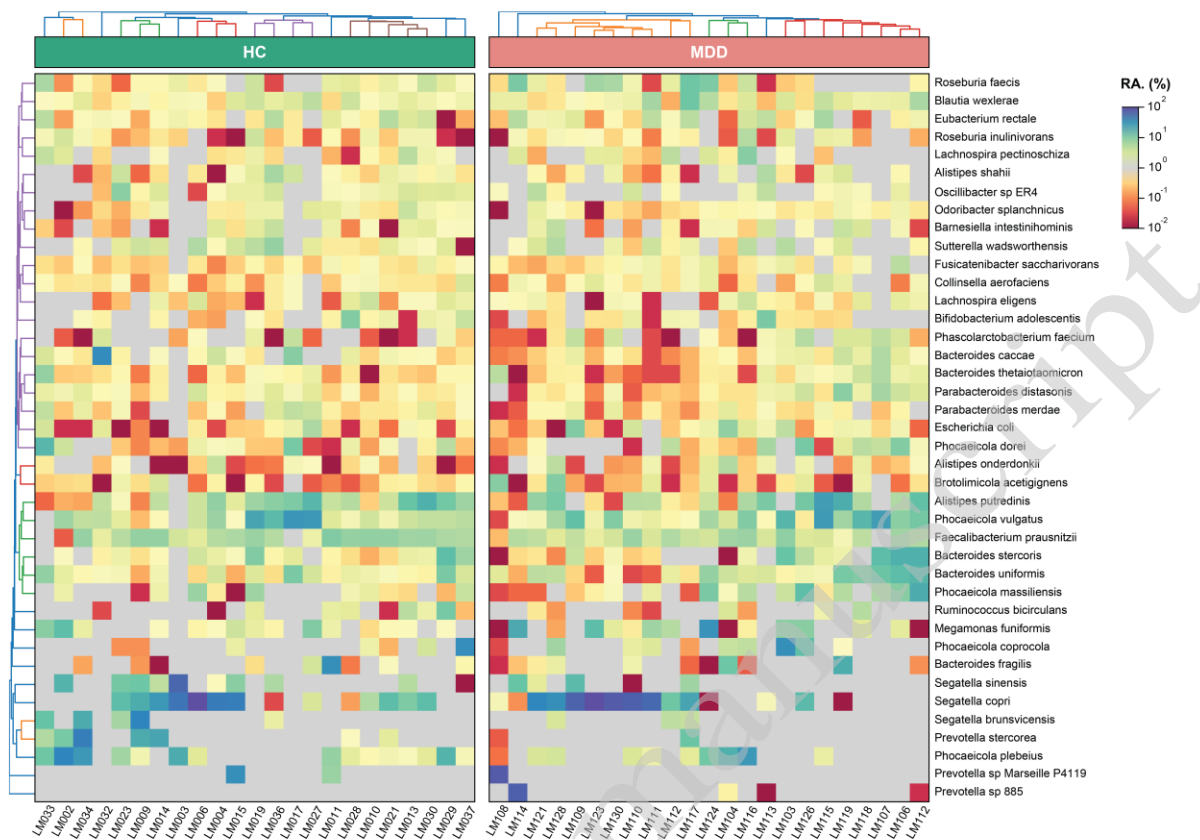 HC
MDD
RA. (%)
10^2
10^1
10^0
10^-1
10^-2
Roseburia faecis
Blautia wexlerae
Eubacterium rectale
Roseburia inulinivorans
Lachnospira pectinoschiza
Alistipes shahii
Oscillibacter sp ER4
Odoribacter splanchnicus
Barnesiella intestinihominis
Sutterella wadsworthensis
Fusicatenibacter saccharivorans
Collinsella aerofaciens
Lachnospira eligens
Bifidobacterium adolescentis
Phascolarctobacterium faecium
Bacteroides caccae
Bacteroides thetaiotaomicron
Parabacteroides distasonis
Parabacteroides merdae
Escherichia coli
Phocaeicola dorei
Alistipes onderdonkii
Brotolimicola acetigignens
Alistipes putredinis
Phocaeicola vulgatus
Faecalibacterium prausnitzii
Bacteroides stercoris
Bacteroides uniformis
Phocaeicola massiliensis
Ruminococcus bicirculans
Megamonas funiformis
Phocaeicola coprocola
Bacteroides fragilis
Segatella sinensis
Segatella copri
Segatella brunsvicensis
Prevotella stercorea
Phocaeicola plebeius
Prevotella sp Marseille P4119
Prevotella sp 885
LM033 LM002 LM034 LM032 LM023 LM009 LM014 LM003 LM006 LM004 LM015 LM019 LM036 LM017 LM027 LM011 LM028 LM010 LM021 LM013 LM030 LM029 LM037
LM108 LM114 LM121 LM128 LM109 LM123 LM130 LM110 LM111 LM112 LM117 LM124 LM104 LM116 LM113 LM103 LM126 LM115 LM119 LM118 LM107 LM106 LM112
manuscript